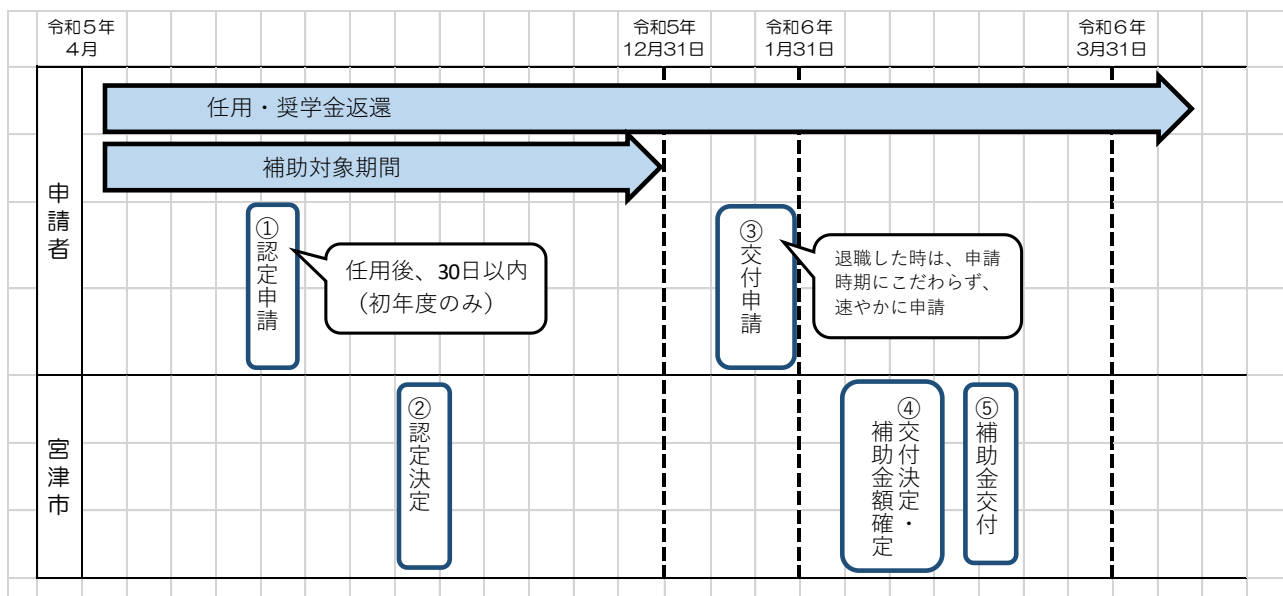 令和５年
４月
令和5年
12月31日
令和６年
1月31日
令和６年
3月31日
申請者
任用・奨学金返還
補助対象期間
①認定申請
任用後、30日以内
（初年度のみ）
③交付申請
退職した時は、申請
時期にこだわらず、
速やかに申請
宮津市
②認定決定
④交付決定・
補助金額確定
⑤補助金交付